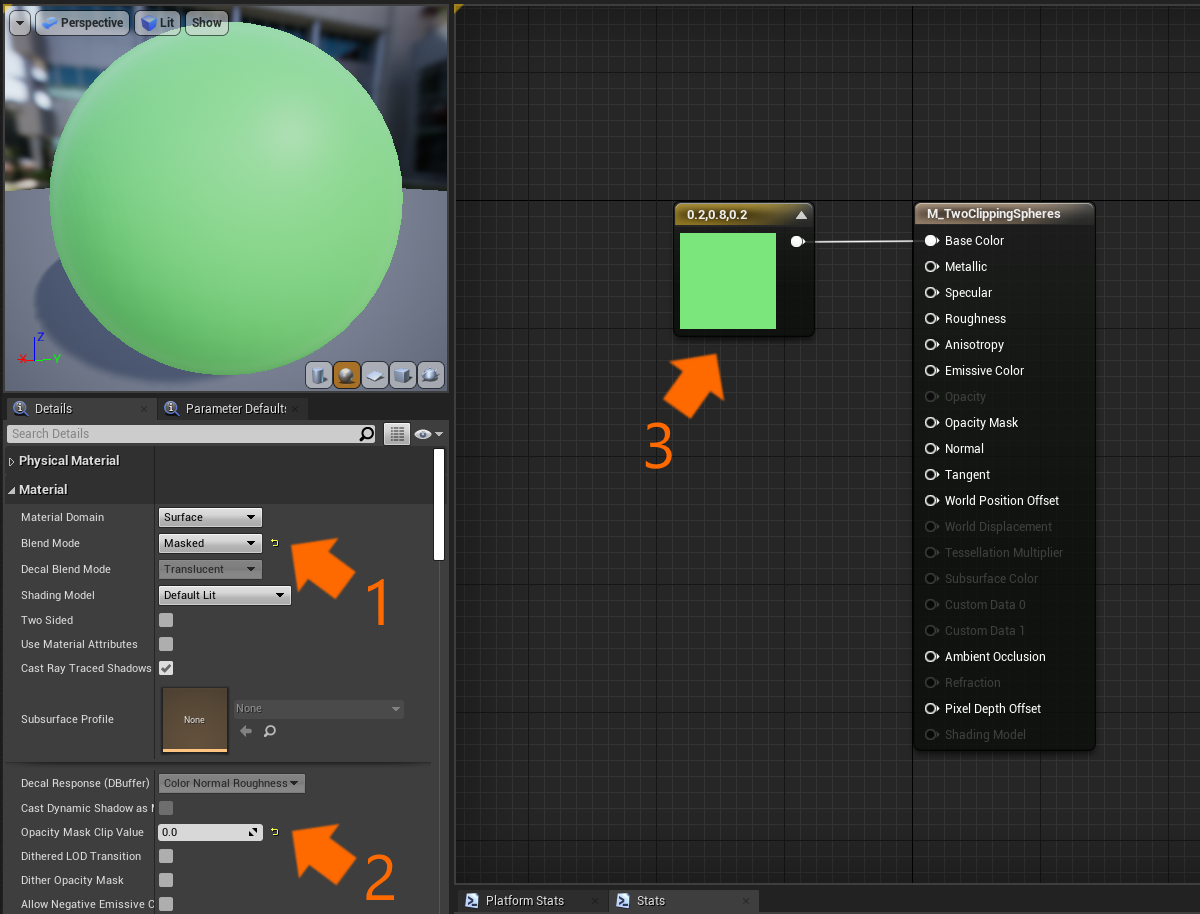 Perspective
Lit
Show
Z
X
Y
Details
Parameter Defaults
Search Details
Physical Material
Material
Material Domain
Surface
Blend Mode
Masked
1
Decal Blend Mode
Translucent
Shading Model
Default Lit
Two Sided
Use Material Attributes
Cast Ray Traced Shadows
Subsurface Profile
None
None
Decal Response (DBuffer)
Color Normal Roughness
Cast Dynamic Shadow as
Opacity Mask Clip Value
0.0
2
Dithered LOD Transition
Dither Opacity Mask
Allow Negative Emissive C
0.2,0.8,0.2
3
M_TwoClippingSpheres
Base Color
Metallic
Specular
Roughness
Anisotropy
Emissive Color
Opacity
Opacity Mask
Normal
Tangent
World Position Offset
World Displacement
Tessellation Multiplier
Subsurface Color
Custom Data 0
Custom Data 1
Ambient Occlusion
Refraction
Pixel Depth Offset
Shading Model
Platform Stats
Stats